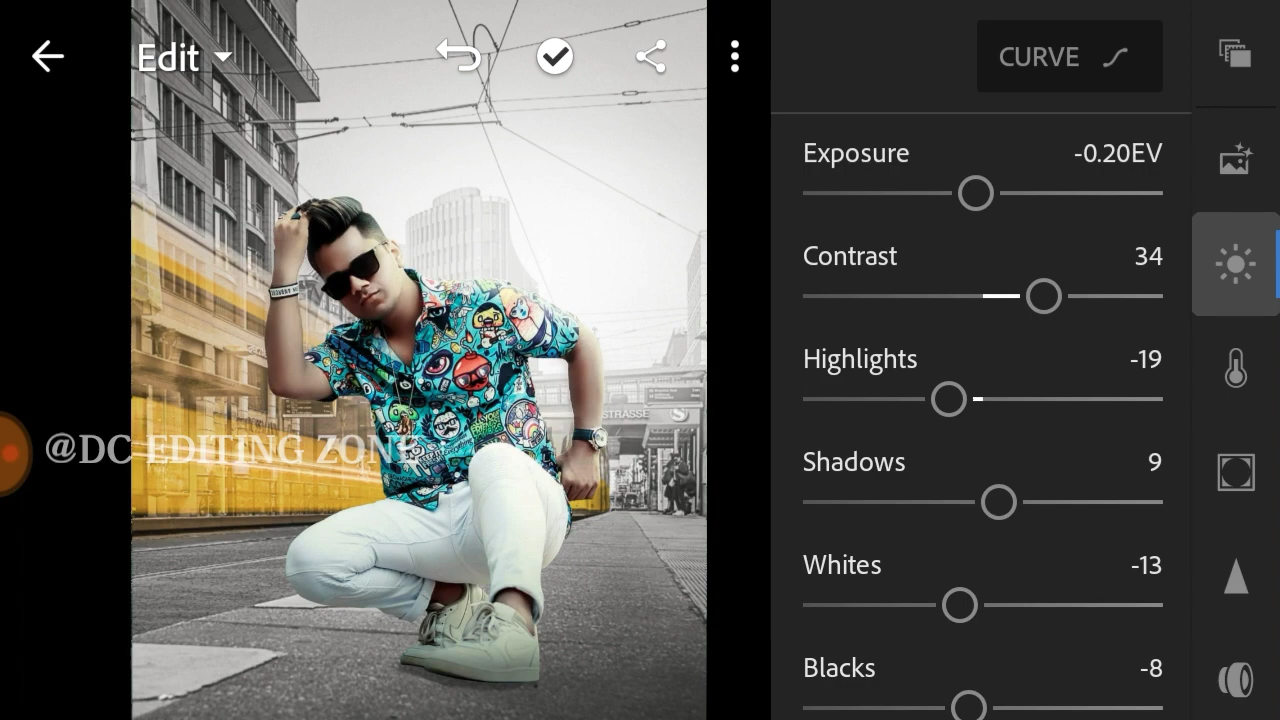 Edit
CURVE
Exposure -0.20EV
Contrast 34
Highlights -19
Shadows 9
Whites -13
Blacks -8
@DC EDITING ZONE
STRASSE S